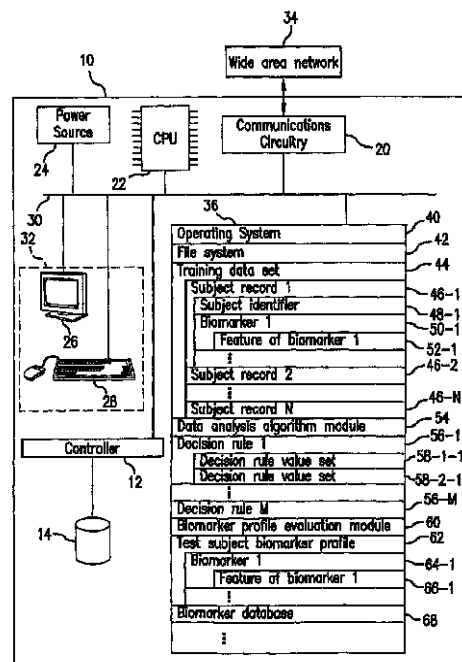 34
Wide area network
10
Power
Source
24
CPU
22
Communications
Circuitry
20
30
36
32
26
28
Controller
12
14
Operating System
40
File system
42
Training data set
44
Subject record 1
46-1
Subject identifier
48-1
Biomarker 1
50-1
Feature of biomarker 1
52-1
Subject record 2
46-2
Subject record N
46-N
Data analysis algorithm module
54
Decision rule 1
56-1
Decision rule value set
58-1-1
Decision rule value set
58-2-1
Decision rule M
56-M
Biomarker profile evaluation module
60
Test subject biomarker profile
62
Biomarker 1
64-1
Feature of biomarker 1
66-1
Biomarker database
68